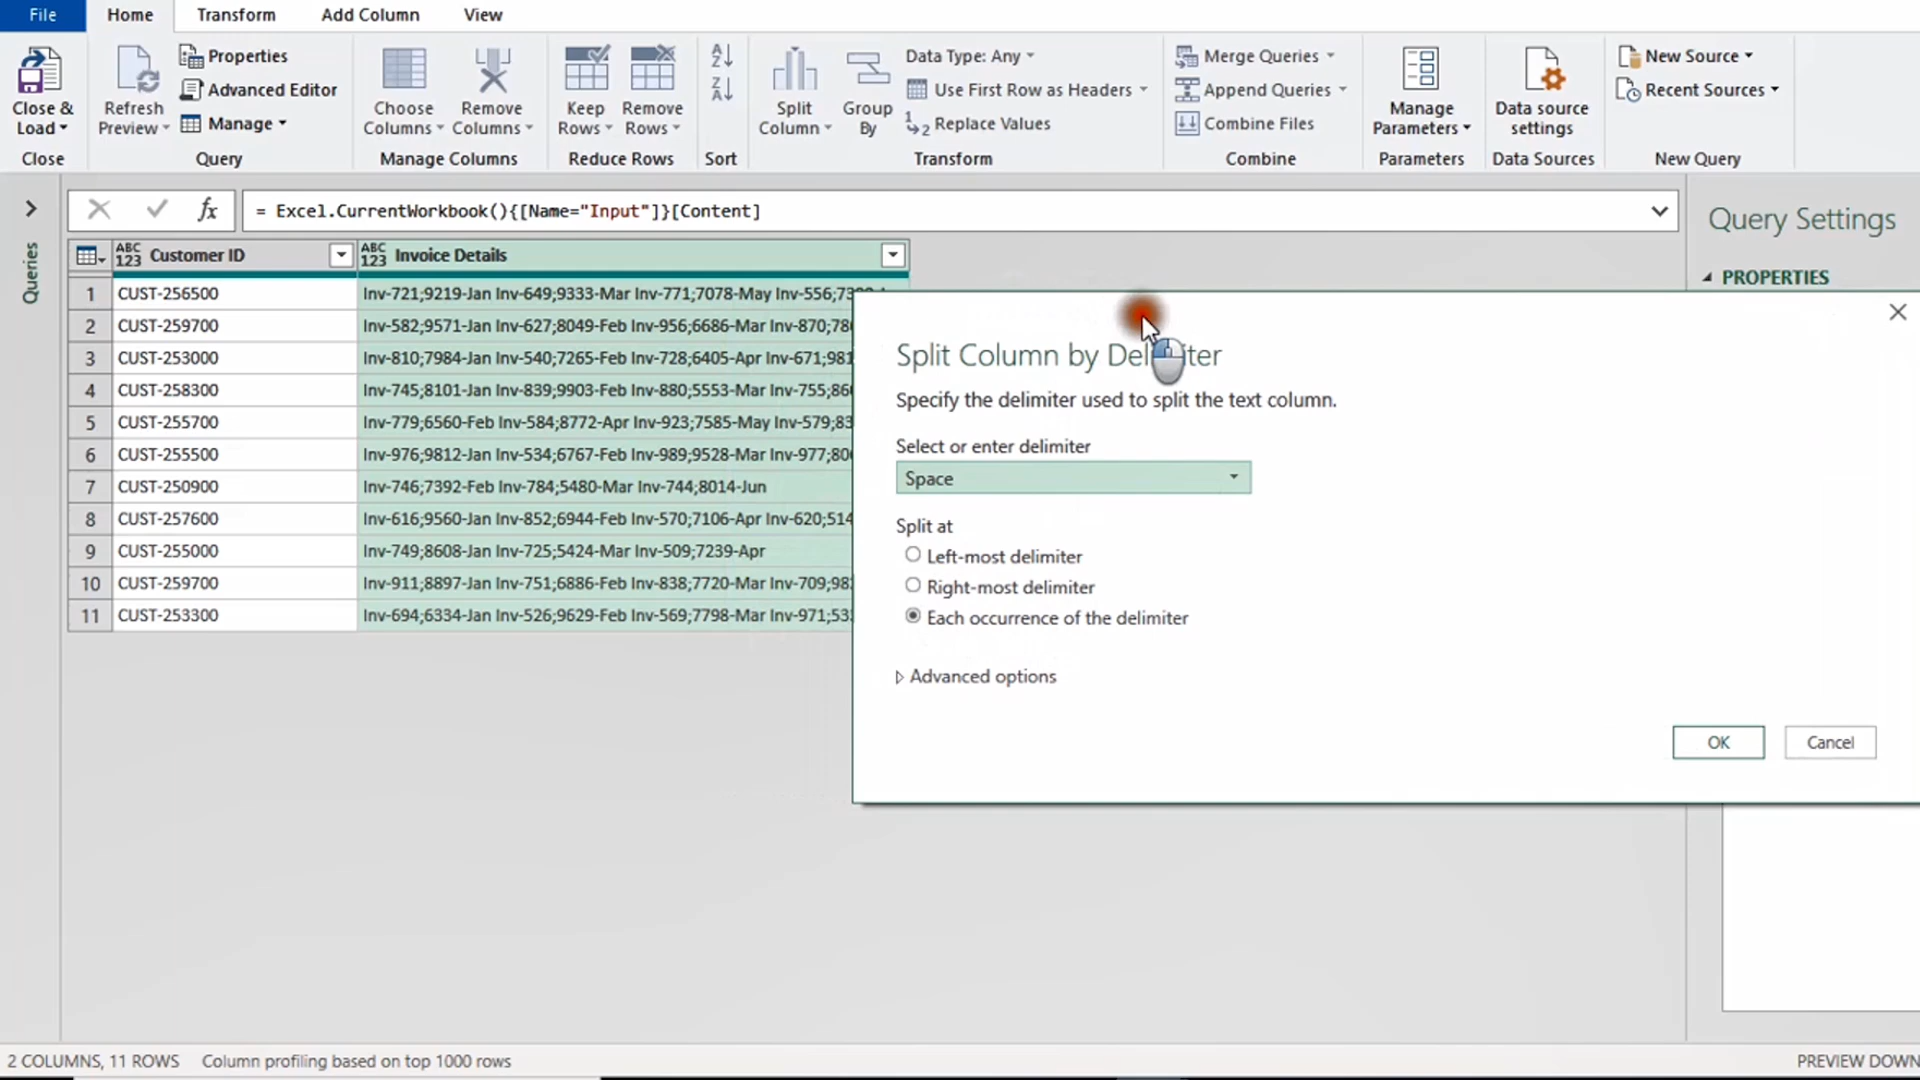 File Home Transform Add Column View
Properties
Advanced Editor
Manage
Close & Load
Refresh Preview
Choose Columns
Remove Columns
Keep Rows
Remove Rows
Split Column
Group By
Data Type: Any
Use First Row as Headers
Replace Values
Merge Queries
Append Queries
Combine Files
Manage Parameters
Data source settings
New Source
Recent Sources
Close Query Manage Columns Reduce Rows Sort Transform Combine Parameters Data Sources New Query
fx = Excel.CurrentWorkbook(){[Name="Input"]}[Content]
Queries
ABC 123 Customer ID ABC 123 Invoice Details
1 CUST-256500 Inv-721;9219-Jan Inv-649;9333-Mar Inv-771;7078-May Inv-556;
2 CUST-259700 Inv-582;9571-Jan Inv-627;8049-Feb Inv-956;6686-Mar Inv-870;
3 CUST-253000 Inv-810;7984-Jan Inv-540;7265-Feb Inv-728;6405-Apr Inv-671;981
4 CUST-258300 Inv-745;8101-Jan Inv-839;9903-Feb Inv-880;5553-Mar Inv-755;
5 CUST-255700 Inv-779;6560-Feb Inv-584;8772-Apr Inv-923;7585-May Inv-579;
6 CUST-255500 Inv-976;9812-Jan Inv-534;6767-Feb Inv-989;9528-Mar Inv-977;
7 CUST-250900 Inv-746;7392-Feb Inv-784;5480-Mar Inv-744;8014-Jun
8 CUST-257600 Inv-616;9560-Jan Inv-852;6944-Feb Inv-570;7106-Apr Inv-620;514
9 CUST-255000 Inv-749;8608-Jan Inv-725;5424-Mar Inv-509;7239-Apr
10 CUST-259700 Inv-911;8897-Jan Inv-751;6886-Feb Inv-838;7720-Mar Inv-709;
11 CUST-253300 Inv-694;6334-Jan Inv-526;9629-Feb Inv-569;7798-Mar Inv-971;
Query Settings
PROPERTIES
Split Column by Delimiter
Specify the delimiter used to split the text column.
Select or enter delimiter
Space
Split at
Left-most delimiter
Right-most delimiter
Each occurrence of the delimiter
Advanced options
OK Cancel
2 COLUMNS, 11 ROWS Column profiling based on top 1000 rows PREVIEW DOWN